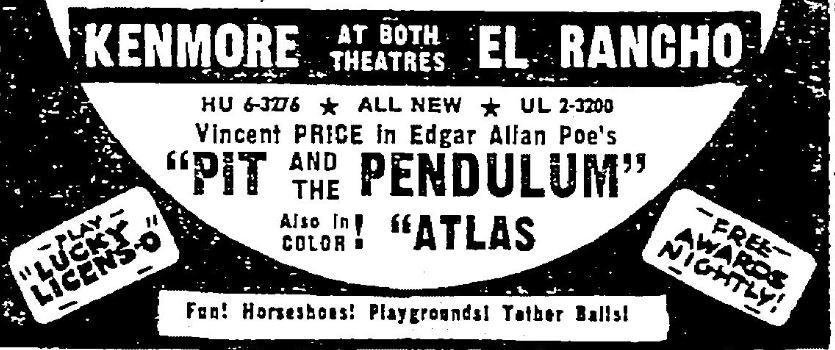 KENMORE AT BOTH THEATRES EL RANCHO
HU 6-3276 ★ ALL NEW ★ UL 2-3200
Vincent PRICE in Edgar Allan Poe's
"PIT AND THE PENDULUM"
Also in COLOR! "ATLAS
PLAY
"LUCKY
LICENS-O"
FREE
AWARDS
NIGHTLY!
Fun! Horseshoes! Playgrounds! Tether Balls!